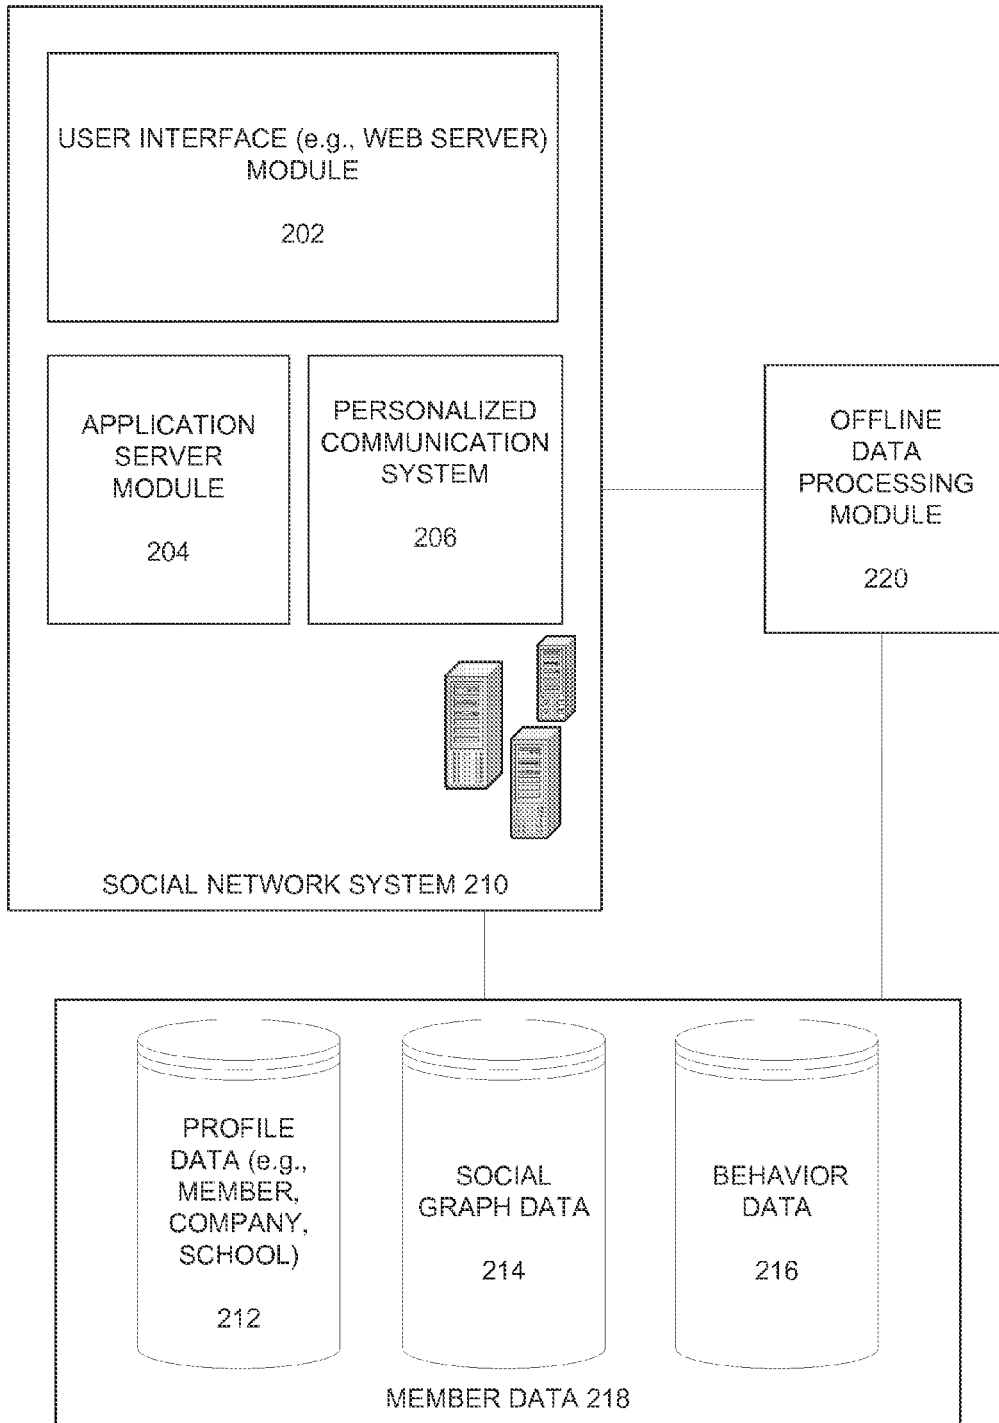 USER INTERFACE (e.g., WEB SERVER)
MODULE
202
APPLICATION
SERVER
MODULE
204
PERSONALIZED
COMMUNICATION
SYSTEM
206
OFFLINE
DATA
PROCESSING
MODULE
220
SOCIAL NETWORK SYSTEM 210
PROFILE
DATA (e.g.,
MEMBER,
COMPANY,
SCHOOL)
212
SOCIAL
GRAPH DATA
214
BEHAVIOR
DATA
216
MEMBER DATA 218